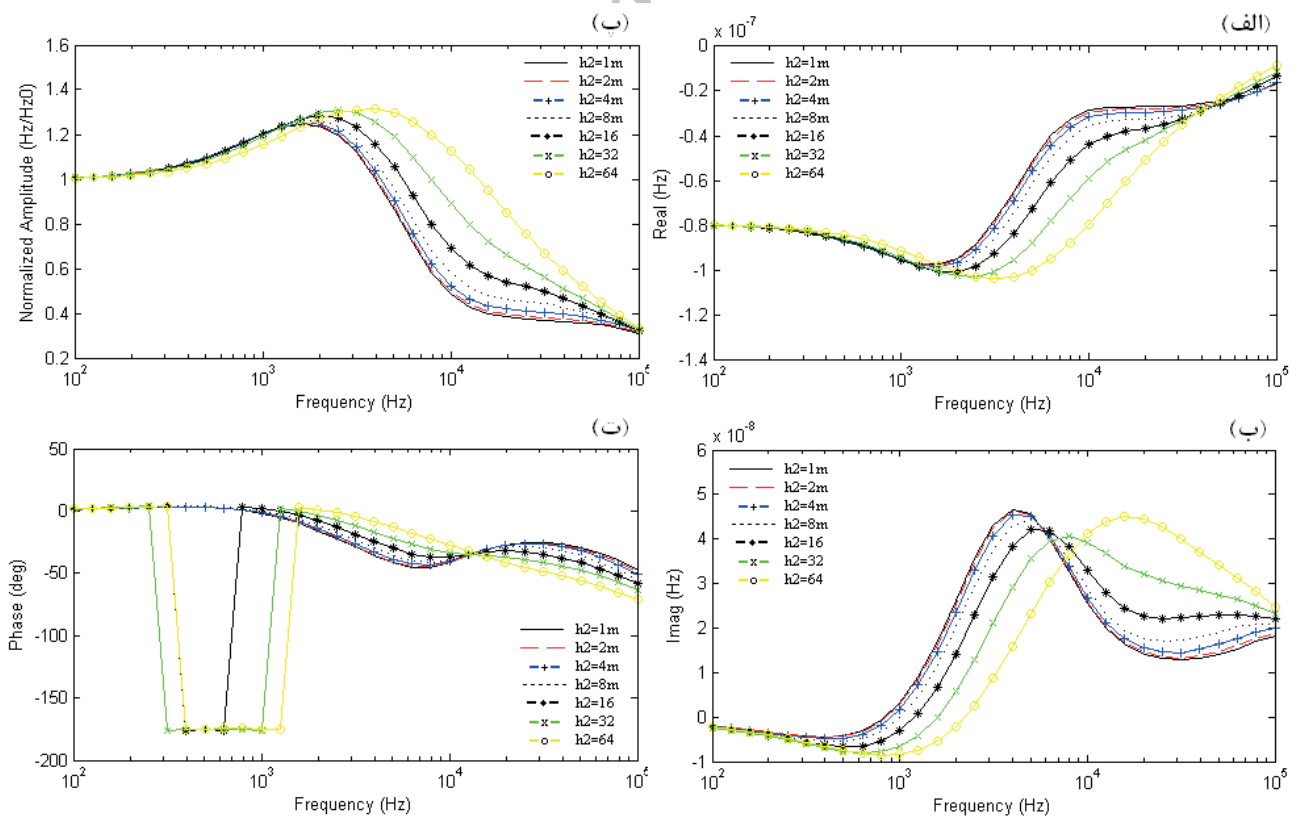 (پ)
1.6
1.4
1.2
1
0.8
0.6
0.4
0.2
Normalized Amplitude (Hz/Hz0)
h2=1m
h2=2m
h2=4m
h2=8m
h2=16
h2=32
h2=64
10^2
10^3
10^4
10^5
Frequency (Hz)
(الف)
x 10^-7
0
-0.2
-0.4
-0.6
-0.8
-1
-1.2
-1.4
Real (Hz)
h2=1m
h2=2m
h2=4m
h2=8m
h2=16
h2=32
h2=64
10^2
10^3
10^4
10^5
Frequency (Hz)
(ت)
50
0
-50
-100
-150
-200
Phase (deg)
h2=1m
h2=2m
h2=4m
h2=8m
h2=16
h2=32
h2=64
10^2
10^3
10^4
10^5
Frequency (Hz)
(ب)
x 10^-8
6
5
4
3
2
1
0
-1
Imag (Hz)
h2=1m
h2=2m
h2=4m
h2=8m
h2=16
h2=32
h2=64
10^2
10^3
10^4
10^5
Frequency (Hz)